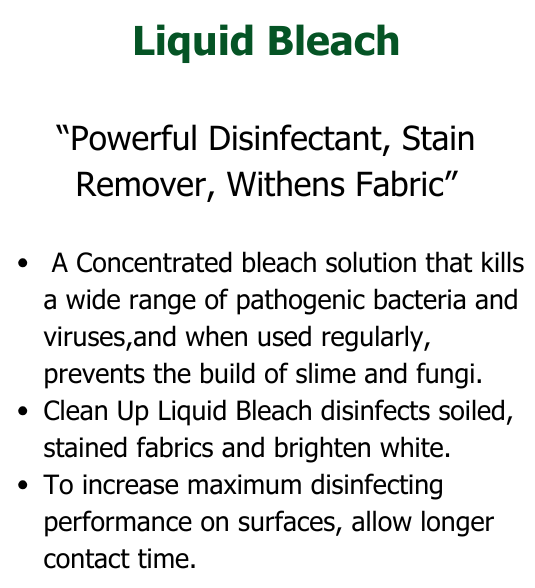 Liquid Bleach
“Powerful Disinfectant, Stain
Remover, Withens Fabric”
• A Concentrated bleach solution that kills
a wide range of pathogenic bacteria and
viruses,and when used regularly,
prevents the build of slime and fungi.
• Clean Up Liquid Bleach disinfects soiled,
stained fabrics and brighten white.
• To increase maximum disinfecting
performance on surfaces, allow longer
contact time.